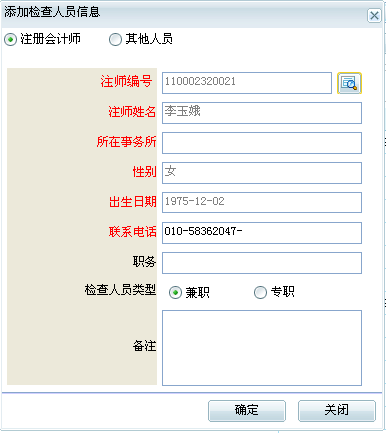 添加检查人员信息
注册会计师 其他人员
注师编号 110002320021
注师姓名 李玉娥
所在事务所
性别 女
出生日期 1975-12-02
联系电话 010-58362047-
职务
检查人员类型 兼职 专职
备注
确定 关闭